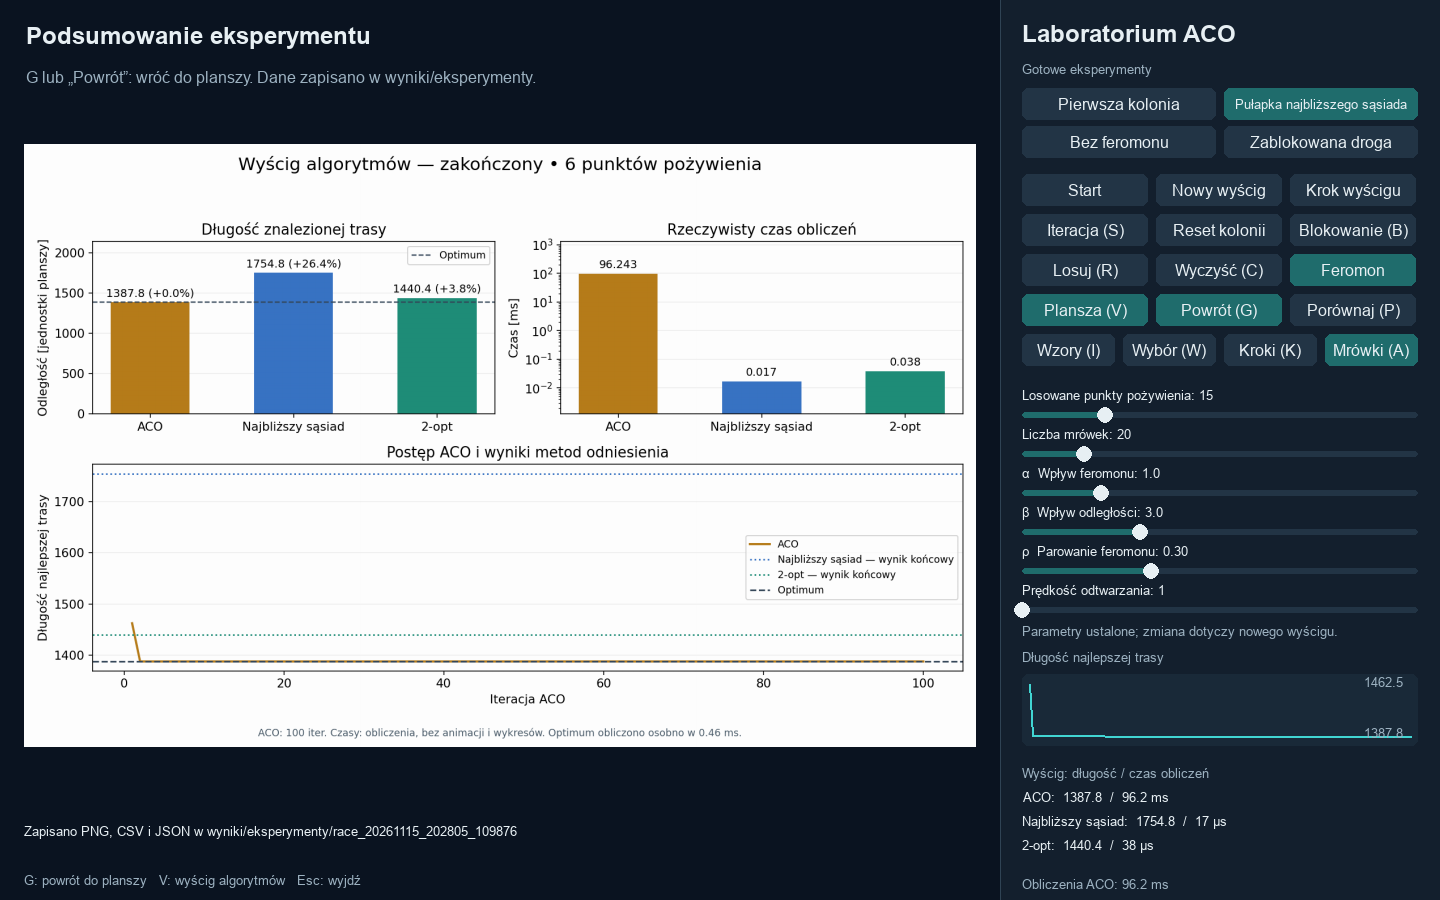 Podsumowanie eksperymentu
G lub „Powrót”: wróć do planszy. Dane zapisano w wyniki/eksperymenty.
Wyścig algorytmów — zakończony • 6 punktów pożywienia
Długość znalezionej trasy
Odległość [jednostki planszy]
2000
1500
1000
500
0
1387.8 (+0.0%)
1754.8 (+26.4%)
1440.4 (+3.8%)
Optimum
ACO
Najbliższy sąsiad
2-opt
Rzeczywisty czas obliczeń
Czas [ms]
10³
10²
10¹
10⁰
10⁻¹
10⁻²
96.243
0.017
0.038
ACO
Najbliższy sąsiad
2-opt
Postęp ACO i wyniki metod odniesienia
Długość najlepszej trasy
1700
1600
1500
1400
ACO
Najbliższy sąsiad — wynik końcowy
2-opt — wynik końcowy
Optimum
0
20
40
60
80
100
Iteracja ACO
ACO: 100 iter. Czasy: obliczenia, bez animacji i wykresów. Optimum obliczono osobno w 0.46 ms.
Zapisano PNG, CSV i JSON w wyniki/eksperymenty/race_20261115_202805_109876
G: powrót do planszy V: wyścig algorytmów Esc: wyjdź
Laboratorium ACO
Gotowe eksperymenty
Pierwsza kolonia
Pułapka najbliższego sąsiada
Bez feromonu
Zablokowana droga
Start
Nowy wyścig
Krok wyścigu
Iteracja (S)
Reset kolonii
Blokowanie (B)
Losuj (R)
Wyczyść (C)
Feromon
Plansza (V)
Powrót (G)
Porównaj (P)
Wzory (I)
Wybór (W)
Kroki (K)
Mrówki (A)
Losowane punkty pożywienia: 15
Liczba mrówek: 20
α Wpływ feromonu: 1.0
β Wpływ odległości: 3.0
ρ Parowanie feromonu: 0.30
Prędkość odtwarzania: 1
Parametry ustalone; zmiana dotyczy nowego wyścigu.
Długość najlepszej trasy
1462.5
1387.8
Wyścig: długość / czas obliczeń
ACO: 1387.8 / 96.2 ms
Najbliższy sąsiad: 1754.8 / 17 µs
2-opt: 1440.4 / 38 µs
Obliczenia ACO: 96.2 ms